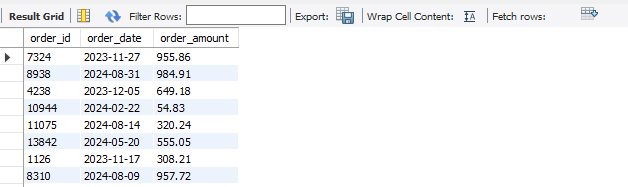 Result Grid Filter Rows: Export: Wrap Cell Content: Fetch rows:
order_id order_date order_amount
7324 2023-11-27 955.86
8938 2024-08-31 984.91
4238 2023-12-05 649.18
10944 2024-02-22 54.83
11075 2024-08-14 320.24
13842 2024-05-20 555.05
1126 2023-11-17 308.21
8310 2024-08-09 957.72